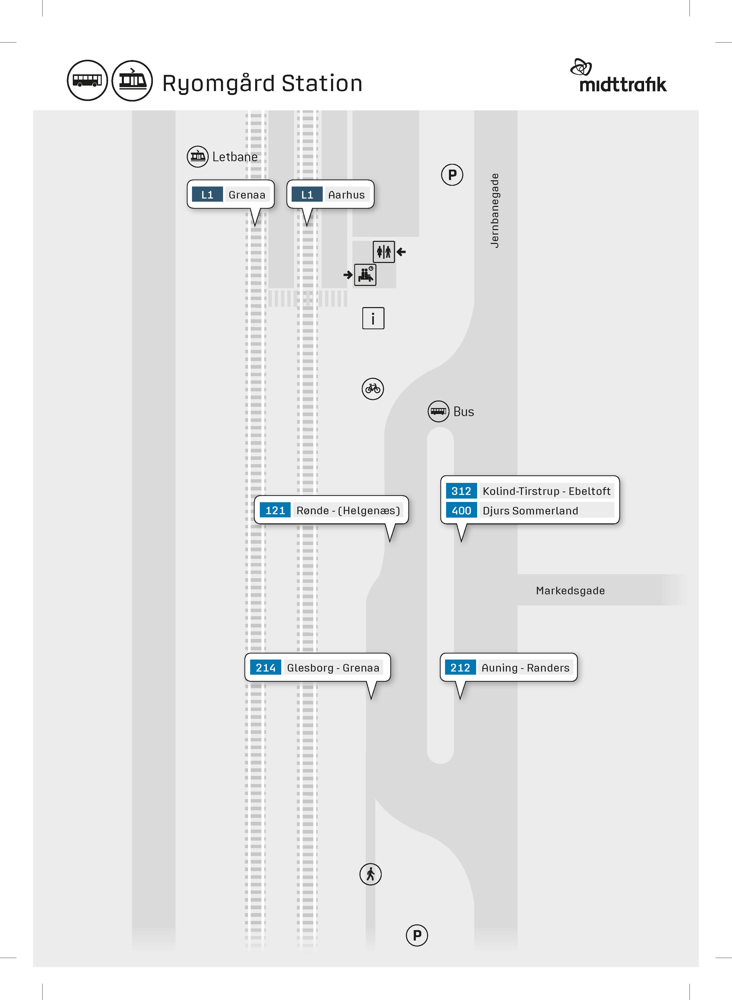 Ryomgård Station
midttrafik
Letbane
L1 Grenaa
L1 Aarhus
P
Jernbanegade
i
Bus
312 Kolind-Tirstrup - Ebeltoft
400 Djurs Sommerland
121 Rønde - (Helgenæs)
Markedsgade
214 Glesborg - Grenaa
212 Auning - Randers
P